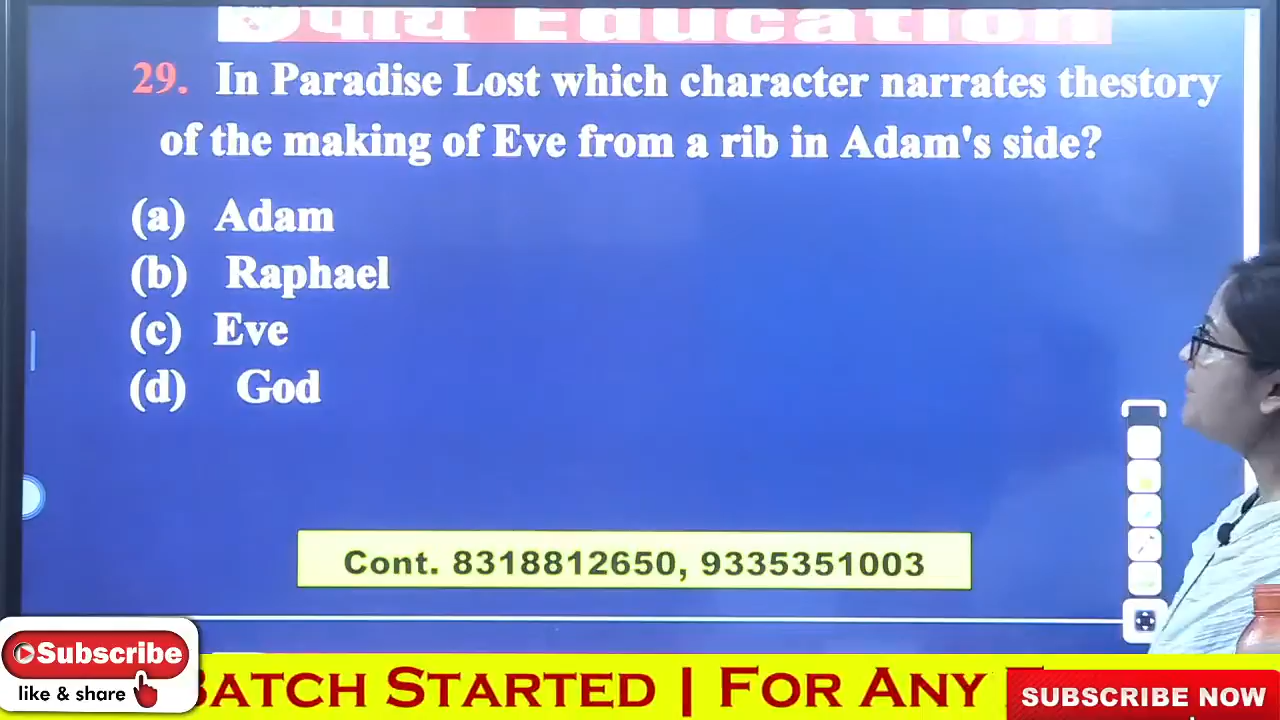 Education
29. In Paradise Lost which character narrates thestory
of the making of Eve from a rib in Adam's side?
(a) Adam
(b) Raphael
(c) Eve
(d) God
Cont. 8318812650, 9335351003
Subscribe
like & share
BATCH STARTED | FOR ANY
SUBSCRIBE NOW